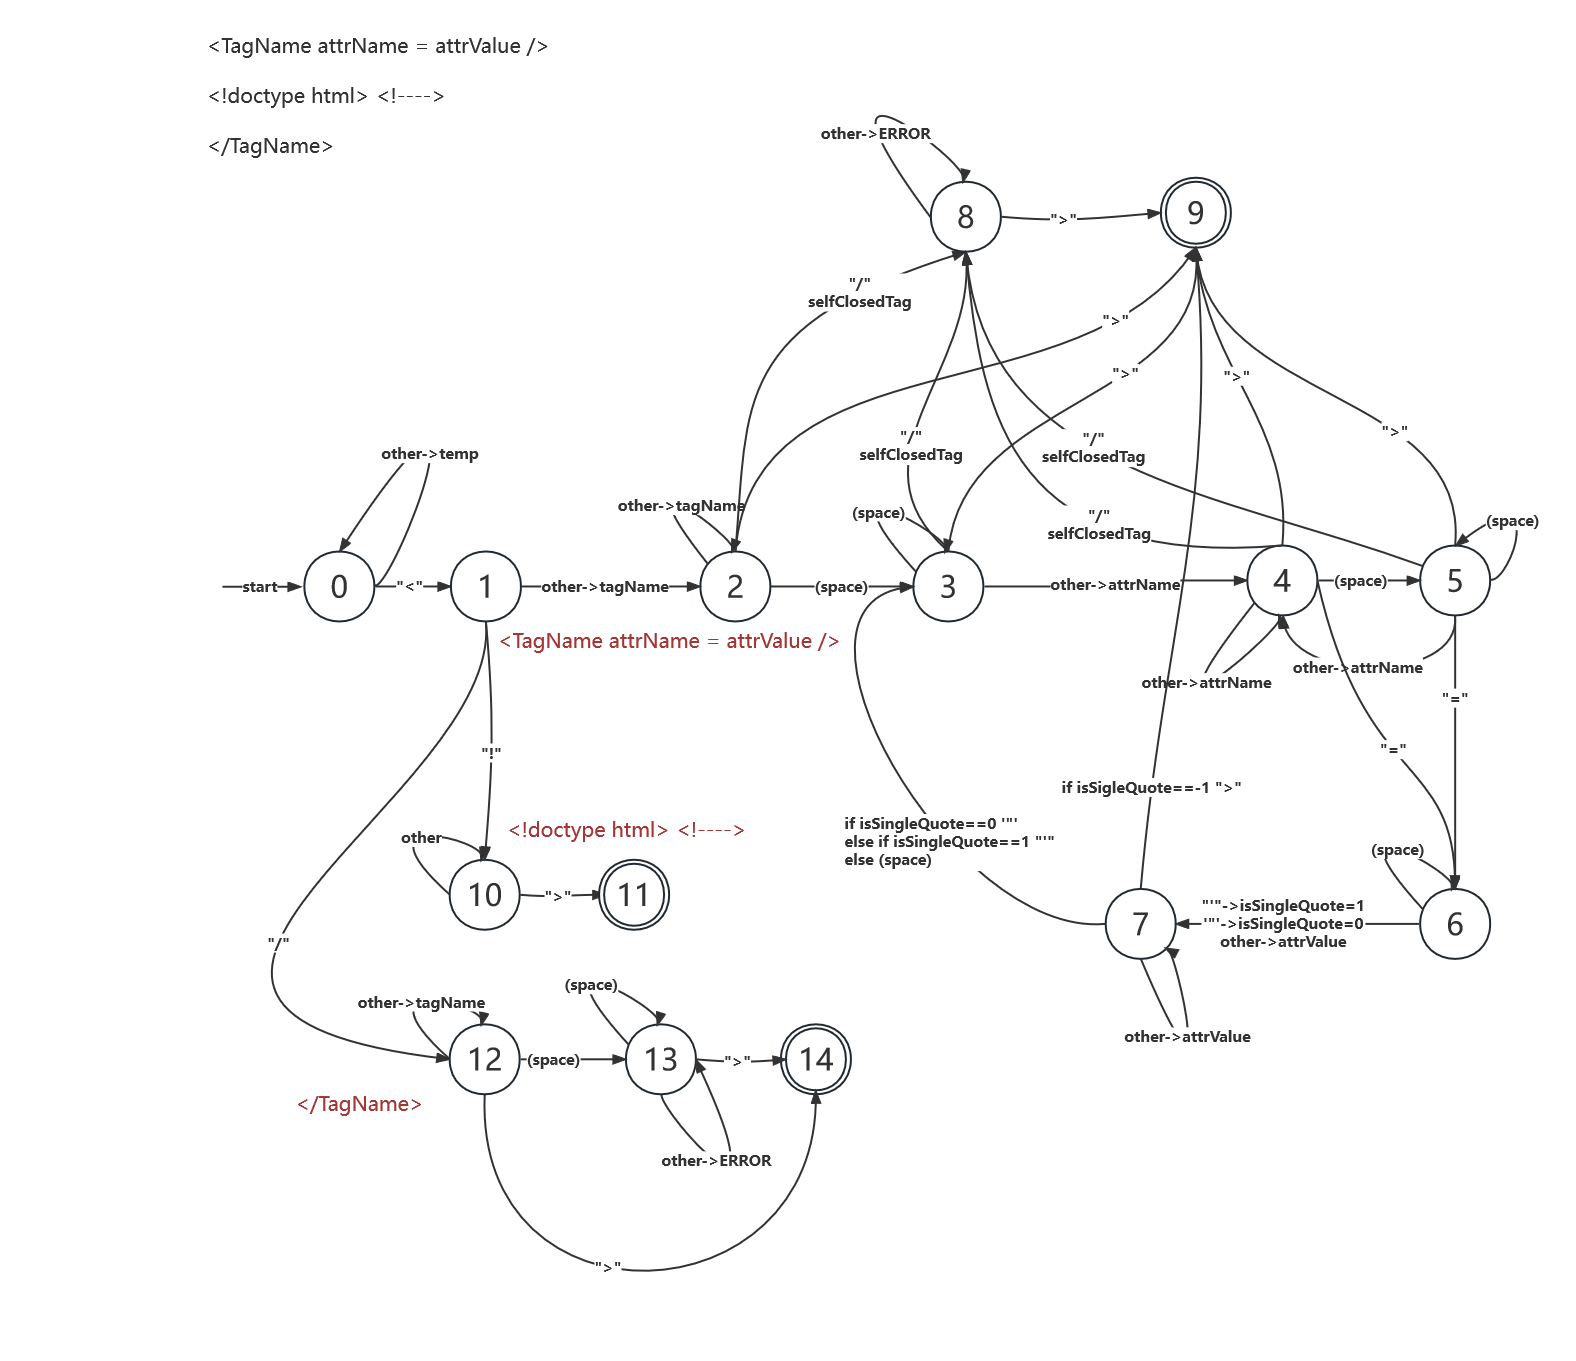 <TagName attrName = attrValue />
<!doctype html> <!---->
</TagName>
other->ERROR
8
">"
9
"/"
selfClosedTag
">"
">"
">"
">"
"/"
selfClosedTag
"/"
selfClosedTag
other->temp
other->tagName
(space)
"/"
selfClosedTag
(space)
start
0
"<"
1
other->tagName
2
(space)
3
other->attrName
4
(space)
5
<TagName attrName = attrValue />
other->attrName
other->attrName
"="
"!"
"="
if isSigleQuote==-1 ">"
<!doctype html> <!---->
other
if isSingleQuote==0 '"'
else if isSingleQuote==1 "'"
else (space)
(space)
10
">"
11
7
"'"->isSingleQuote=1
'"'->isSingleQuote=0
other->attrValue
6
"/"
(space)
other->tagName
other->attrValue
12
(space)
13
">"
14
</TagName>
other->ERROR
">"